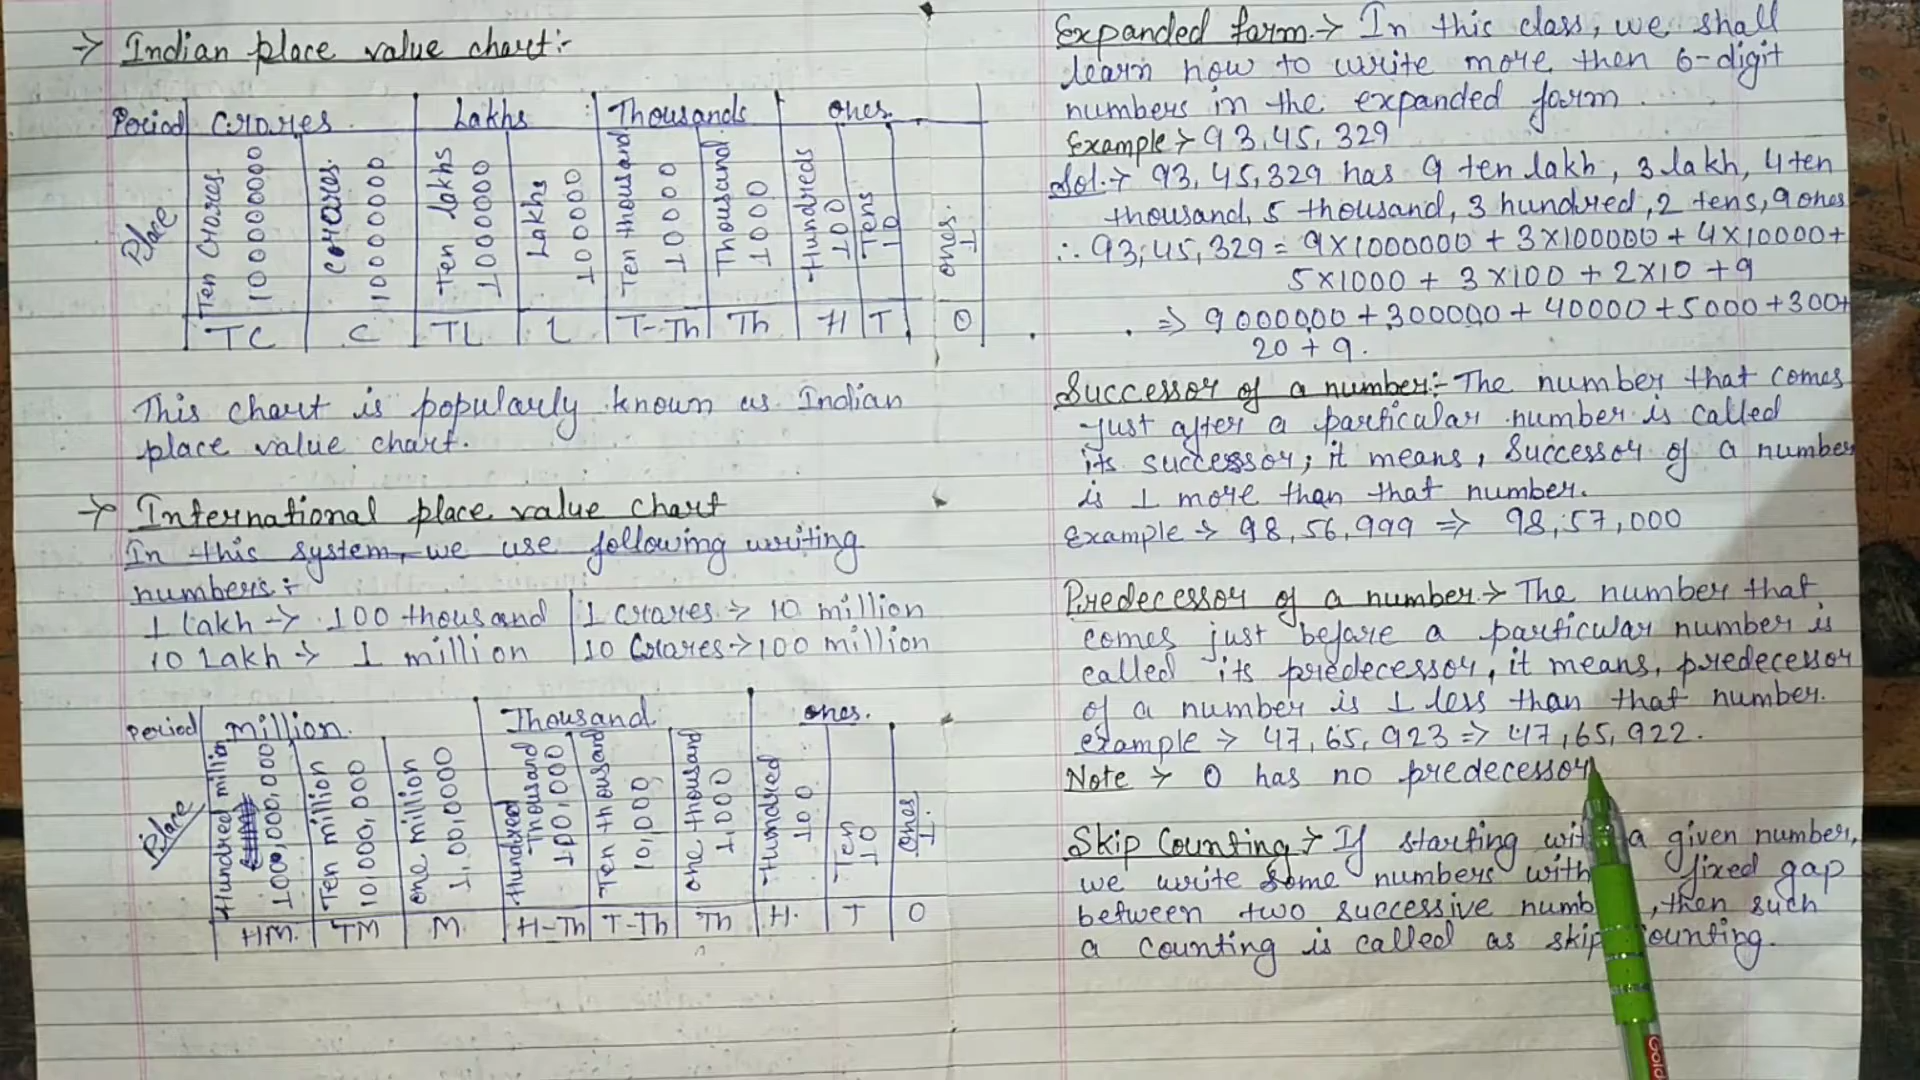 → Indian place value chart:-
Period Crores Lakhs Thousands ones.
Place
Ten Crores. 100000000
Crores. 10000000
Ten lakhs 1000000
Lakhs 100000
Ten thousand 10000
Thousand 1000
Hundreds 100
Tens 10
ones. 1
TC C TL L T-Th Th H T O
This chart is popularly known as Indian
place value chart.
→ International place value chart
In this system, we use following writing
numbers:-
1 lakh → 100 thousand | 1 crores → 10 million
10 Lakh → 1 million | 10 Crores → 100 million
Period million. Thousand. ones.
Place
Hundred million 100,000,000
Ten million 10,000,000
one million 1,00,0000
Hundred Thousand 100,000
Ten thousand 10,000
one thousand 1,000
Hundred 100
Ten 10
Ones 1.
HM. TM M. H-Th T-Th Th H. T O
Expanded form.→ In this class, we shall
learn how to write more then 6-digit
numbers in the expanded form.
Example → 93,45,329
Sol.→ 93,45,329 has 9 ten lakh, 3 lakh, 4 ten
thousand, 5 thousand, 3 hundred, 2 tens, 9 ones
∴ 93,45,329 = 9×1000000 + 3×100000 + 4×10000+
5×1000 + 3×100 + 2×10 + 9
⇒ 9000000 + 300000 + 40000 + 5000 + 300+
20 + 9.
Successor of a number:- The number that comes
just after a particular number is called
its successor; it means, Successor of a number
is 1 more than that number.
Example → 98,56,999 ⇒ 98,57,000
Predecessor of a number → The number that
comes just before a particular number is
called its predecessor, it means, predecessor
of a number is 1 less than that number.
example → 47,65,923 ⇒ 47,65,922.
Note → 0 has no predecessor
Skip Counting → If starting with a given number,
we write some numbers with fixed gap
between two successive numb , then such
a counting is called as skip counting.
Gold